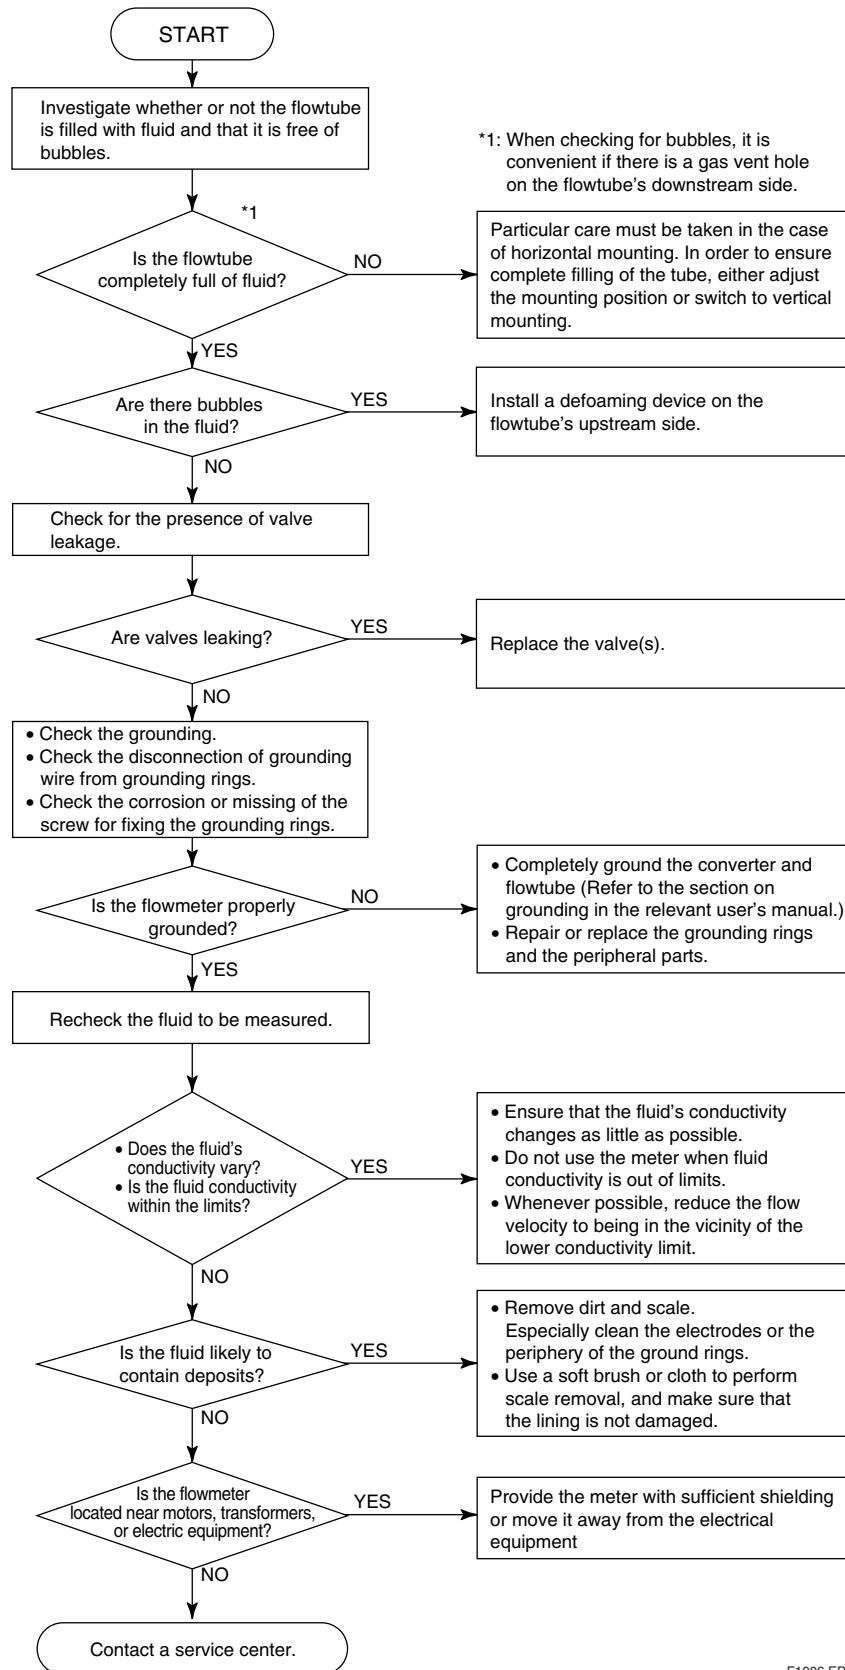 START
Investigate whether or not the flowtube
is filled with fluid and that it is free of
bubbles.
*1: When checking for bubbles, it is
convenient if there is a gas vent hole
on the flowtube's downstream side.
*1
Is the flowtube
completely full of fluid?
NO
Particular care must be taken in the case
of horizontal mounting. In order to ensure
complete filling of the tube, either adjust
the mounting position or switch to vertical
mounting.
YES
Are there bubbles
in the fluid?
YES
Install a defoaming device on the
flowtube's upstream side.
NO
Check for the presence of valve
leakage.
Are valves leaking?
YES
Replace the valve(s).
NO
• Check the grounding.
• Check the disconnection of grounding
wire from grounding rings.
• Check the corrosion or missing of the
screw for fixing the grounding rings.
Is the flowmeter properly
grounded?
NO
• Completely ground the converter and
flowtube (Refer to the section on
grounding in the relevant user's manual.)
• Repair or replace the grounding rings
and the peripheral parts.
YES
Recheck the fluid to be measured.
• Does the fluid's
conductivity vary?
• Is the fluid conductivity
within the limits?
YES
• Ensure that the fluid's conductivity
changes as little as possible.
• Do not use the meter when fluid
conductivity is out of limits.
• Whenever possible, reduce the flow
velocity to being in the vicinity of the
lower conductivity limit.
NO
Is the fluid likely to
contain deposits?
YES
• Remove dirt and scale.
Especially clean the electrodes or the
periphery of the ground rings.
• Use a soft brush or cloth to perform
scale removal, and make sure that
the lining is not damaged.
NO
Is the flowmeter
located near motors, transformers,
or electric equipment?
YES
Provide the meter with sufficient shielding
or move it away from the electrical
equipment
NO
Contact a service center.